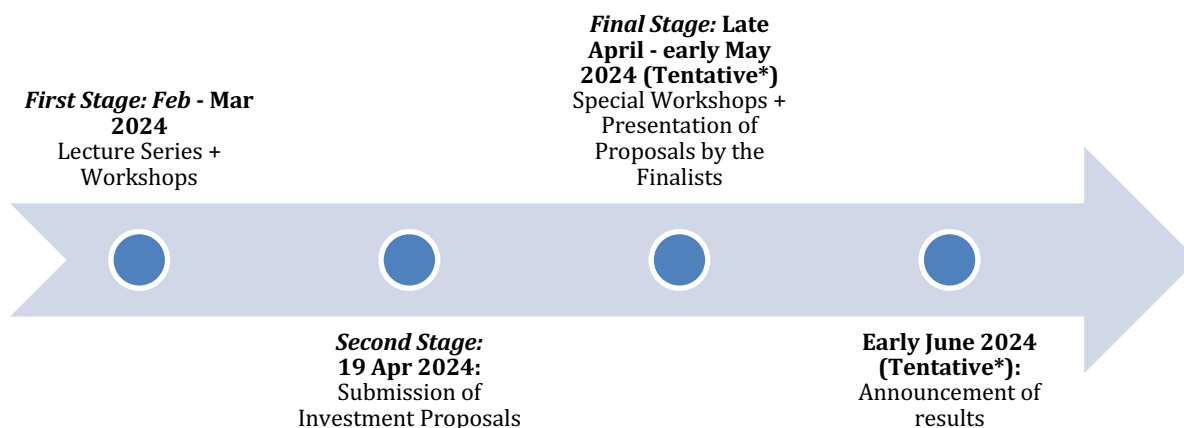 First Stage: Feb - Mar
2024
Lecture Series +
Workshops
Second Stage:
19 Apr 2024:
Submission of
Investment Proposals
Final Stage: Late
April - early May
2024 (Tentative*)
Special Workshops +
Presentation of
Proposals by the
Finalists
Early June 2024
(Tentative*):
Announcement of
results